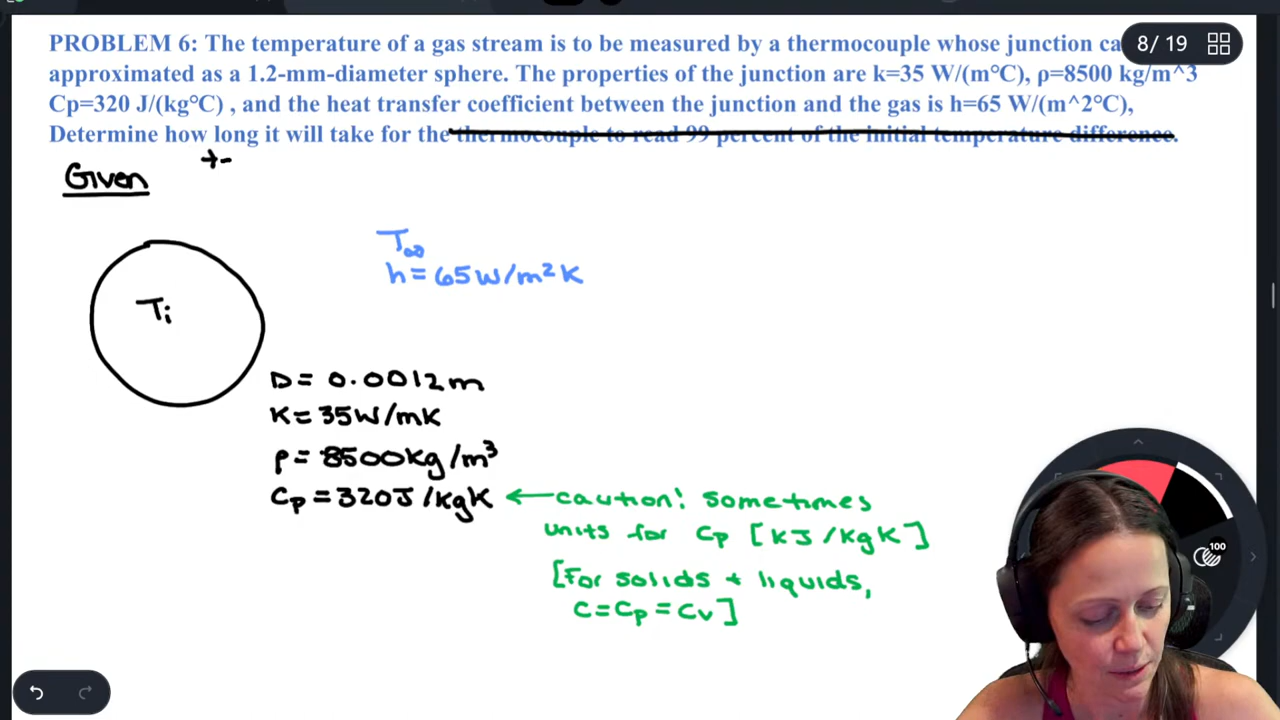 PROBLEM 6: The temperature of a gas stream is to be measured by a thermocouple whose junction ca
8 / 19
approximated as a 1.2-mm-diameter sphere. The properties of the junction are k=35 W/(m°C), ρ=8500 kg/m^3
Cp=320 J/(kg°C) , and the heat transfer coefficient between the junction and the gas is h=65 W/(m^2°C),
Determine how long it will take for the thermocouple to read 99 percent of the initial temperature difference.
Given
T∞
h=65W/m²K
Ti
D=0.0012m
K=35W/mK
ρ=8500kg/m³
Cp=320J/kgK ← caution! sometimes
units for Cp [KJ/kgK]
[For solids + liquids,
C=Cp=Cv]
100